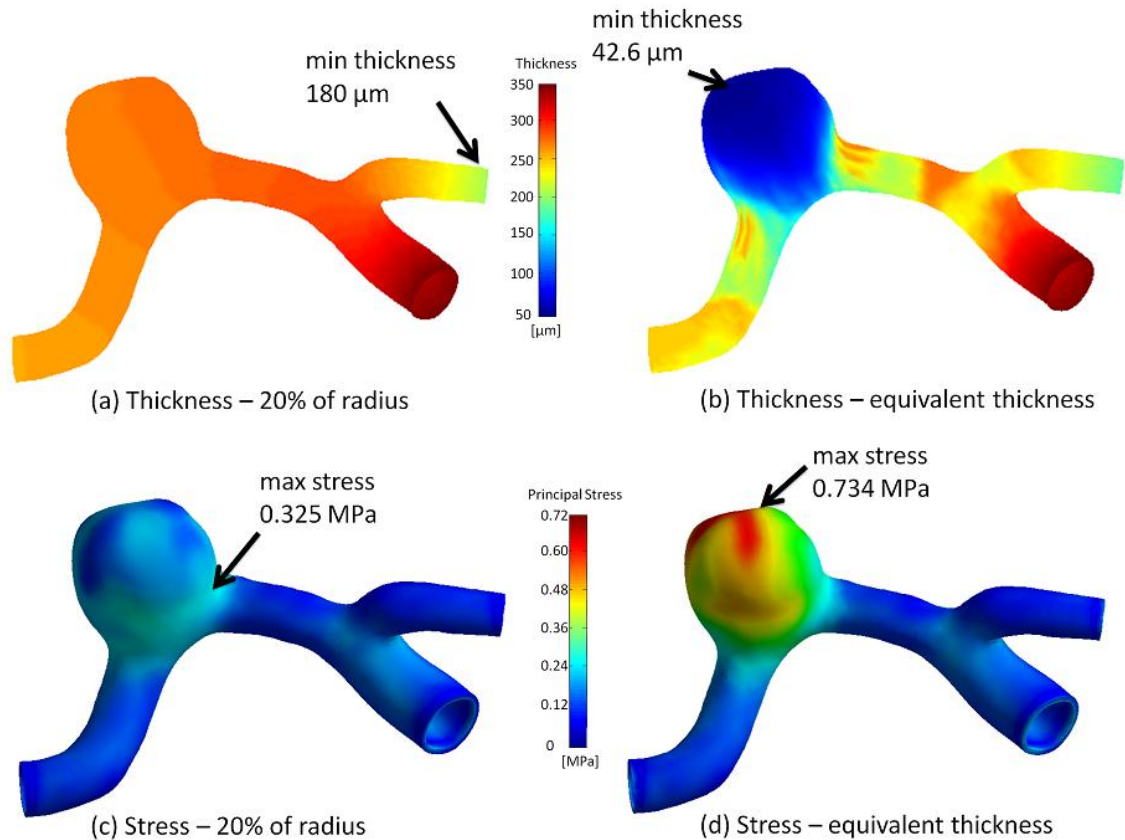 min thickness
180 µm
Thickness
350
300
250
200
150
100
50
[µm]
min thickness
42.6 µm
(a) Thickness – 20% of radius
(b) Thickness – equivalent thickness
max stress
0.325 MPa
Principal Stress
0.72
0.60
0.48
0.36
0.24
0.12
0
[MPa]
max stress
0.734 MPa
(c) Stress – 20% of radius
(d) Stress – equivalent thickness